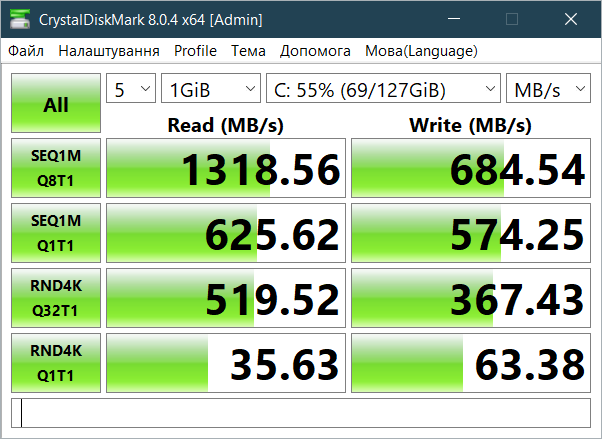 CrystalDiskMark 8.0.4 x64 [Admin]
Файл Налаштування Profile Тема Допомога Мова(Language)
All 5 1GiB C: 55% (69/127GiB) MB/s
Read (MB/s) Write (MB/s)
SEQ1M
Q8T1 1318.56 684.54
SEQ1M
Q1T1 625.62 574.25
RND4K
Q32T1 519.52 367.43
RND4K
Q1T1 35.63 63.38